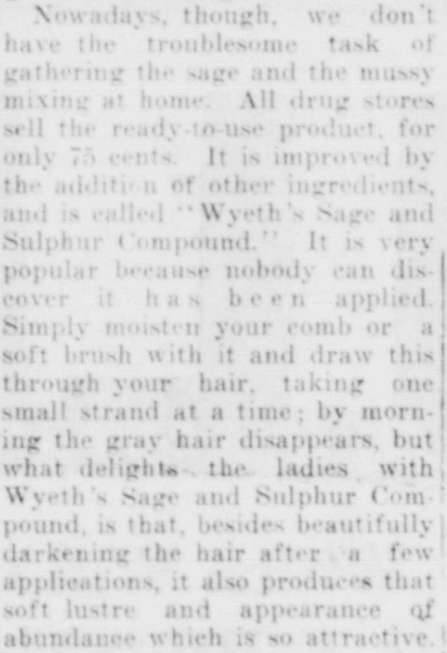 Nowadays, though, we don't
have the troublesome task of
gathering the sage and the mussy
mixing at home. All drug stores
sell the ready-to-use product, for
only 75 cents. It is improved by
the addition of other ingredients,
and is called "Wyeth's Sage and
Sulphur Compound." It is very
popular because nobody can dis-
cover it has been applied.
Simply moisten your comb or a
soft brush with it and draw this
through your hair, taking one
small strand at a time; by morn-
ing the gray hair disappears, but
what delights the ladies with
Wyeth's Sage and Sulphur Com-
pound, is that, besides beautifully
darkening the hair after a few
applications, it also produces that
soft lustre and appearance of
abundance which is so attractive.